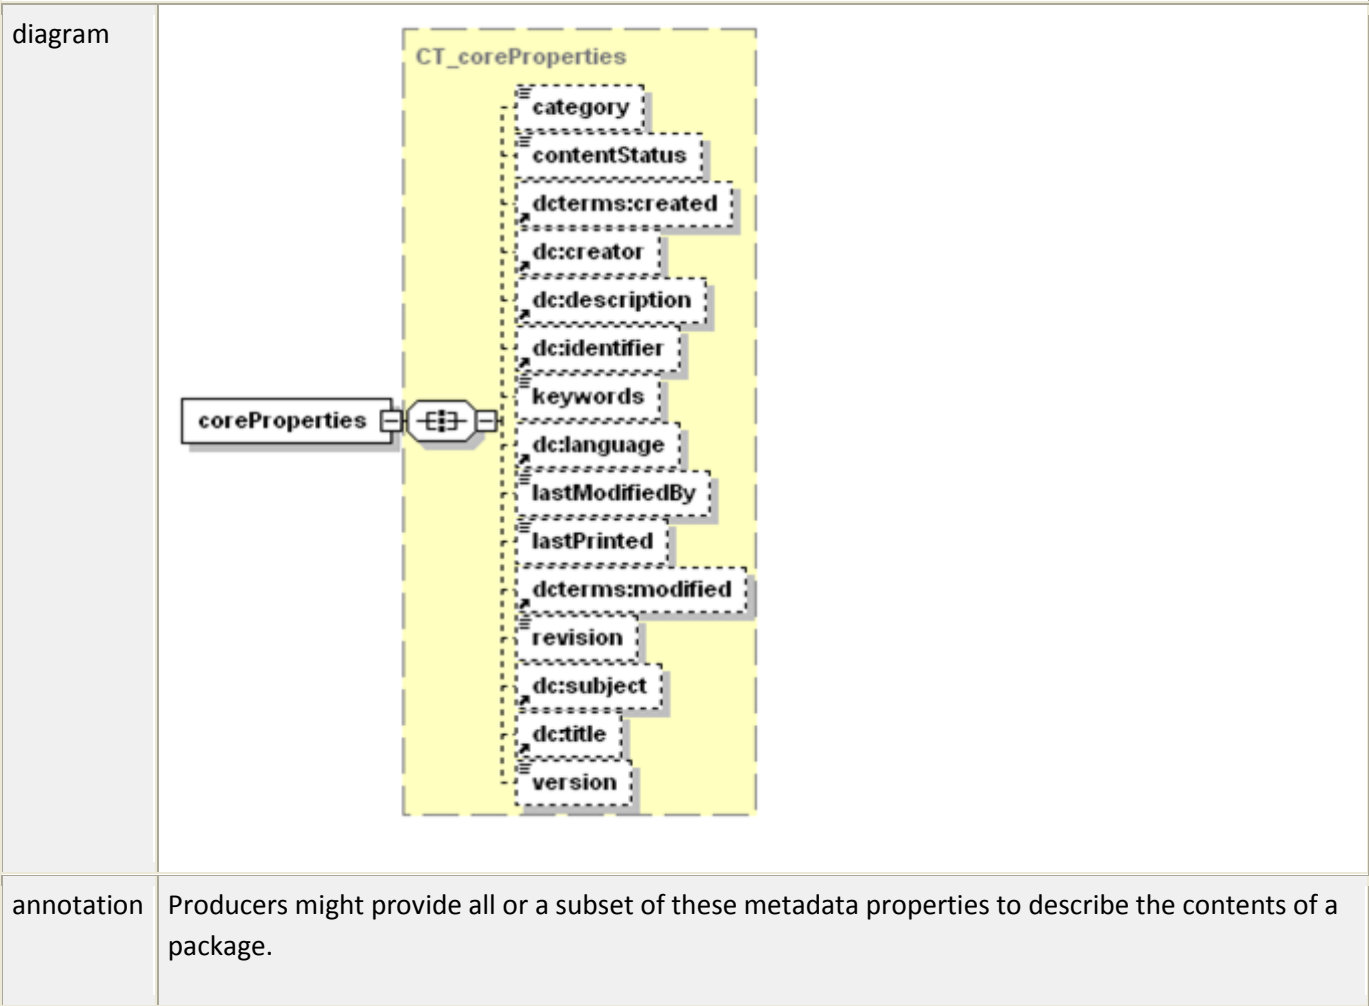 diagram
CT_coreProperties
category
contentStatus
dcterms:created
dc:creator
dc:description
dc:identifier
keywords
coreProperties
dc:language
lastModifiedBy
lastPrinted
dcterms:modified
revision
dc:subject
dc:title
version
annotation
Producers might provide all or a subset of these metadata properties to describe the contents of a
package.